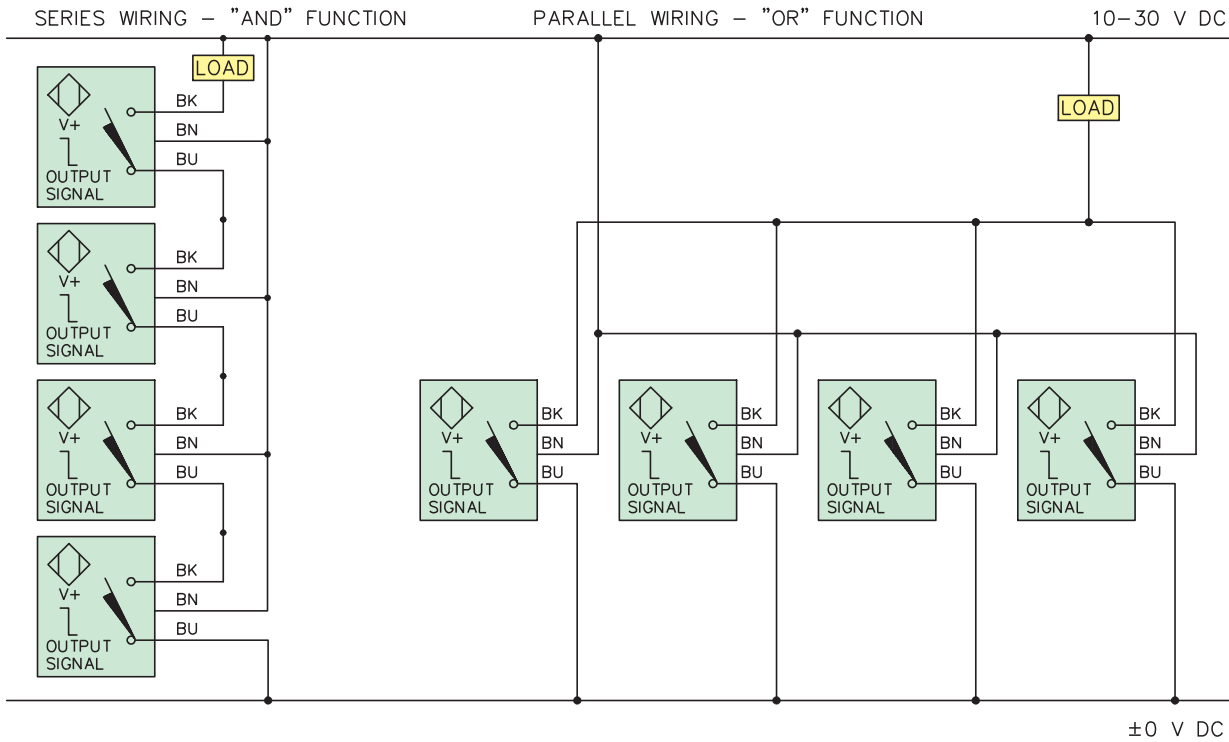 SERIES WIRING – "AND" FUNCTION
PARALLEL WIRING – "OR" FUNCTION
10–30 V DC
LOAD
BK
V+
BN
BU
OUTPUT
SIGNAL
BK
V+
BN
BU
OUTPUT
SIGNAL
BK
V+
BN
BU
OUTPUT
SIGNAL
BK
V+
BN
BU
OUTPUT
SIGNAL
LOAD
BK
V+
BN
BU
OUTPUT
SIGNAL
BK
V+
BN
BU
OUTPUT
SIGNAL
BK
V+
BN
BU
OUTPUT
SIGNAL
BK
V+
BN
BU
OUTPUT
SIGNAL
±0 V DC